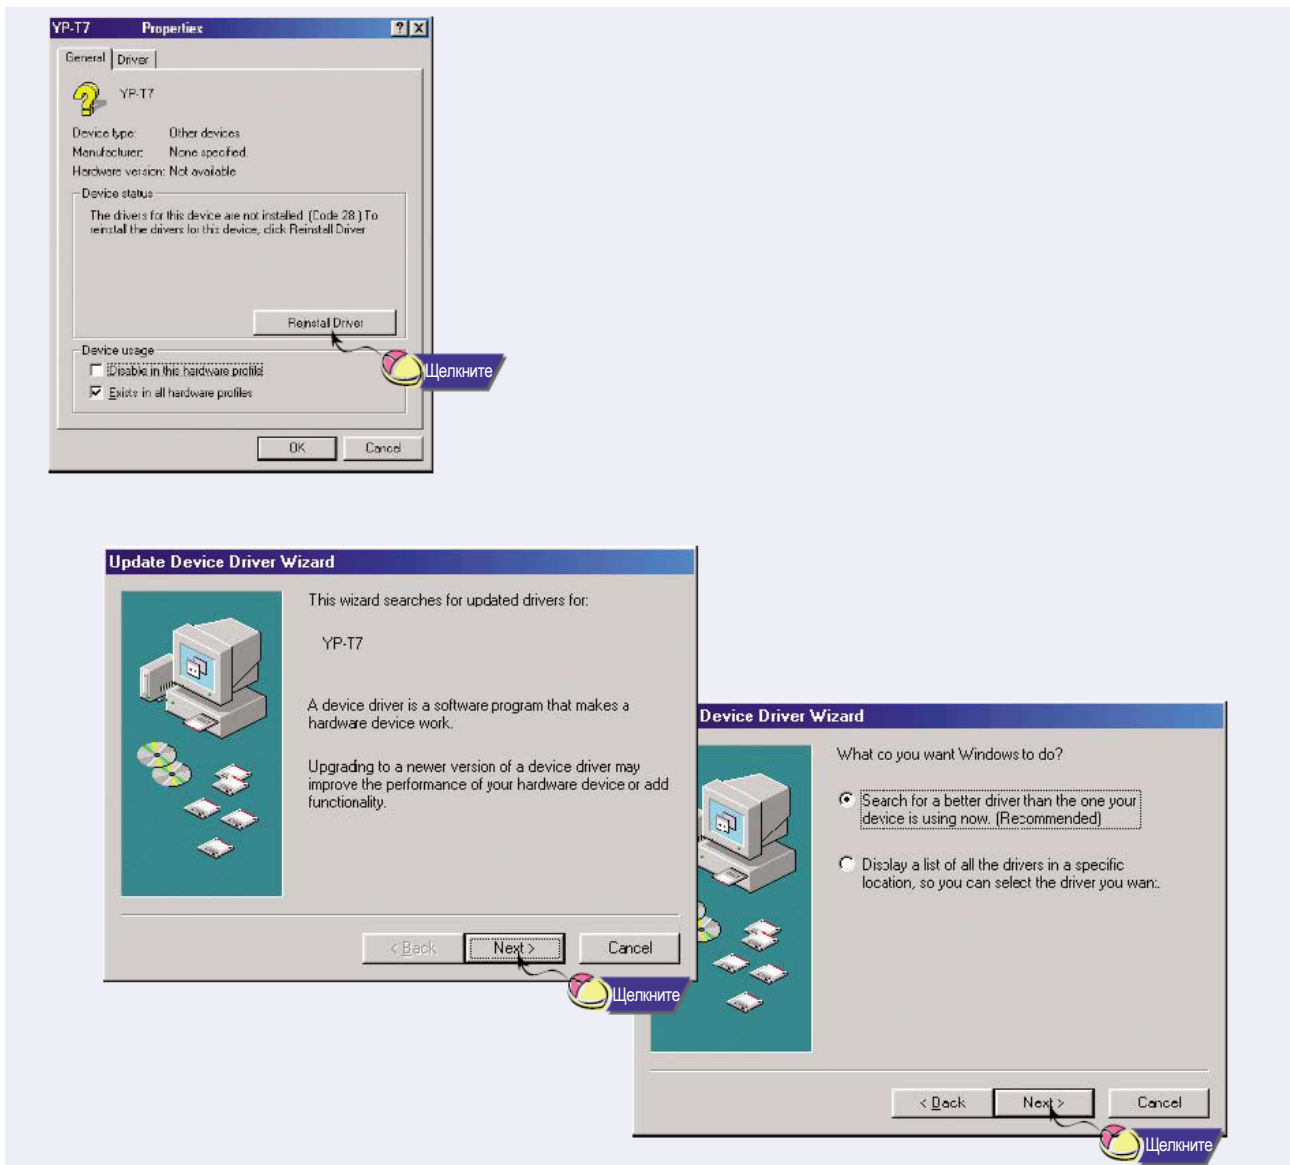 YP-T7 Properties
General Driver
YP-T7
Device type: Other devices
Manufacturer: None specified
Hardware version: Not available
Device status
The drivers for this device are not installed. (Code 28.) To
reinstall the drivers for this device, click Reinstall Driver
Reinstall Driver
Щелкните
Device usage
Disable in this hardware profile
Exists in all hardware profiles
OK Cancel
Update Device Driver Wizard
This wizard searches for updated drivers for:
YP-T7
A device driver is a software program that makes a
hardware device work.
Upgrading to a newer version of a device driver may
improve the performance of your hardware device or add
functionality.
< Back Next > Cancel
Щелкните
Device Driver Wizard
What do you want Windows to do?
Search for a better driver than the one your
device is using now. (Recommended)
Display a list of all the drivers in a specific
location, so you can select the driver you want.
< Back Next > Cancel
Щелкните